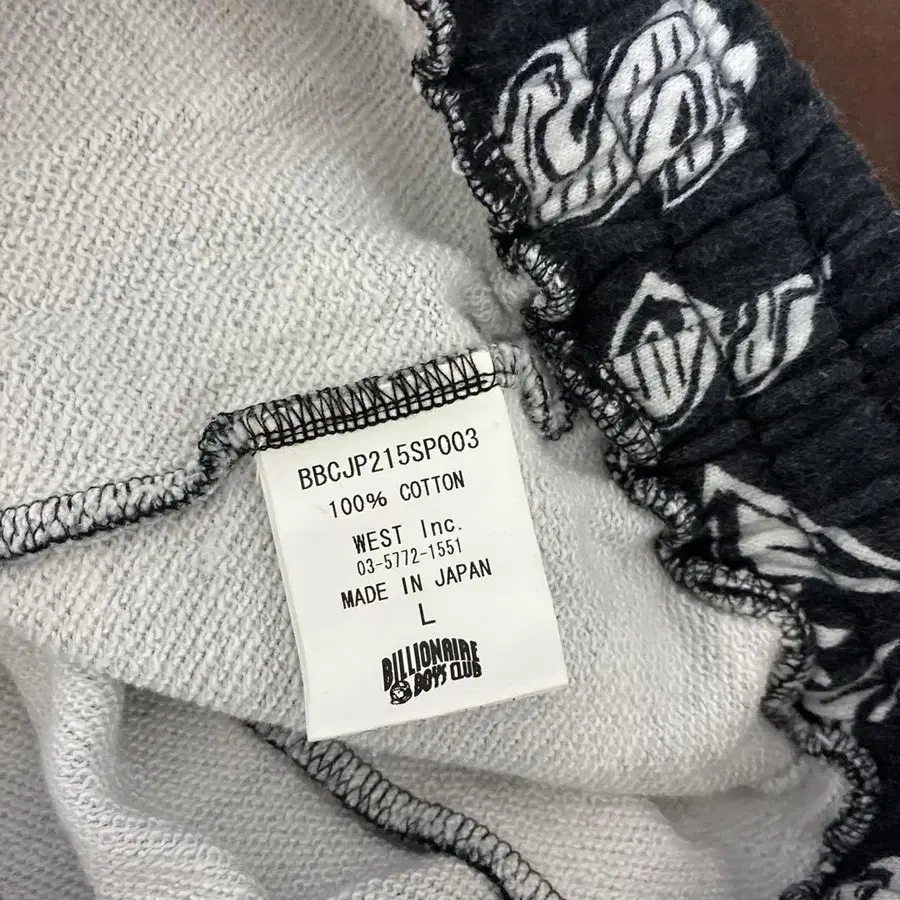 BBCJP215SP003
100% COTTON
WEST Inc.
03-5772-1551
MADE IN JAPAN
L
BILLIONAIRE
BOYS CLUB